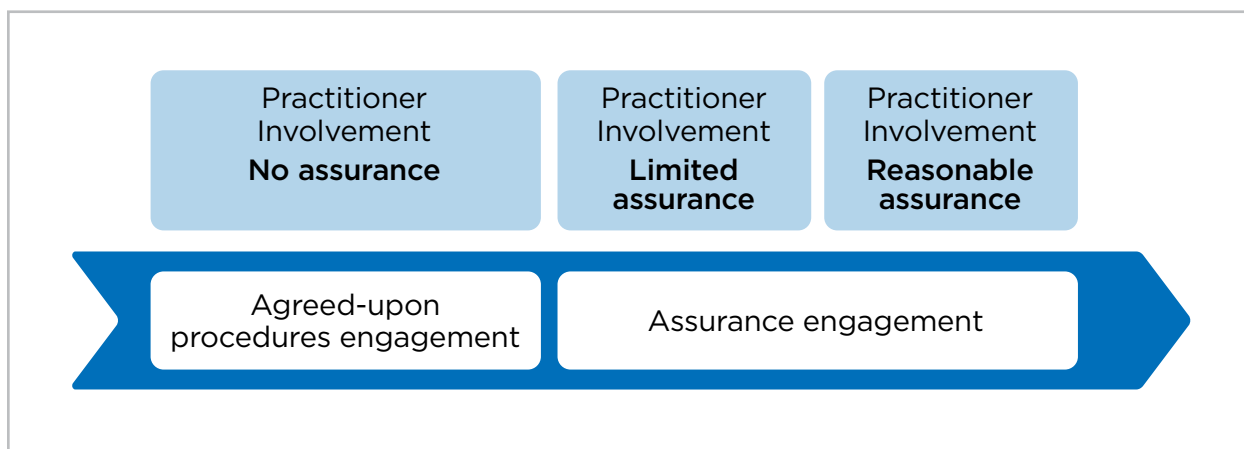 Practitioner
Involvement
No assurance
Practitioner
Involvement
Limited
assurance
Practitioner
Involvement
Reasonable
assurance
Agreed-upon
procedures engagement
Assurance engagement